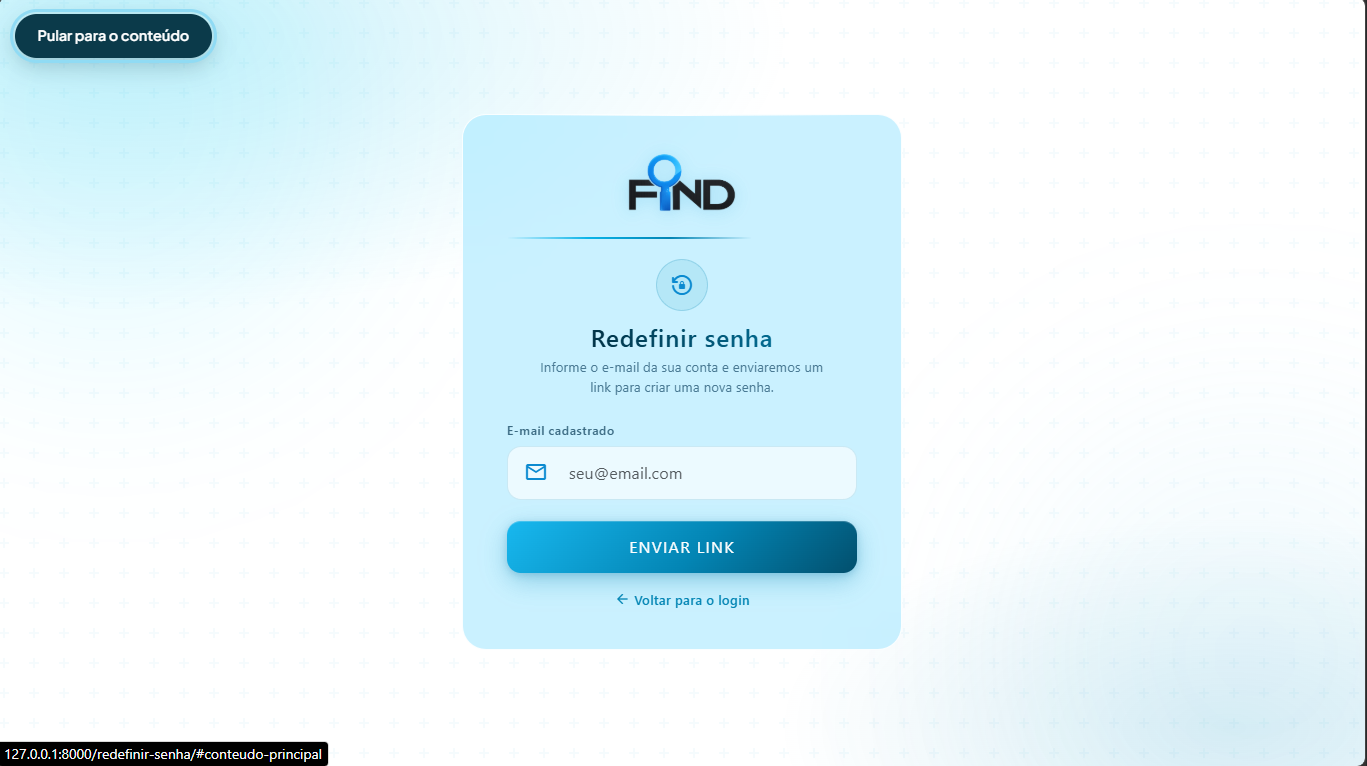 Pular para o conteúdo
FIND
Redefinir senha
Informe o e-mail da sua conta e enviaremos um
link para criar uma nova senha.
E-mail cadastrado
seu@email.com
ENVIAR LINK
← Voltar para o login
127.0.0.1:8000/redefinir-senha/#conteudo-principal